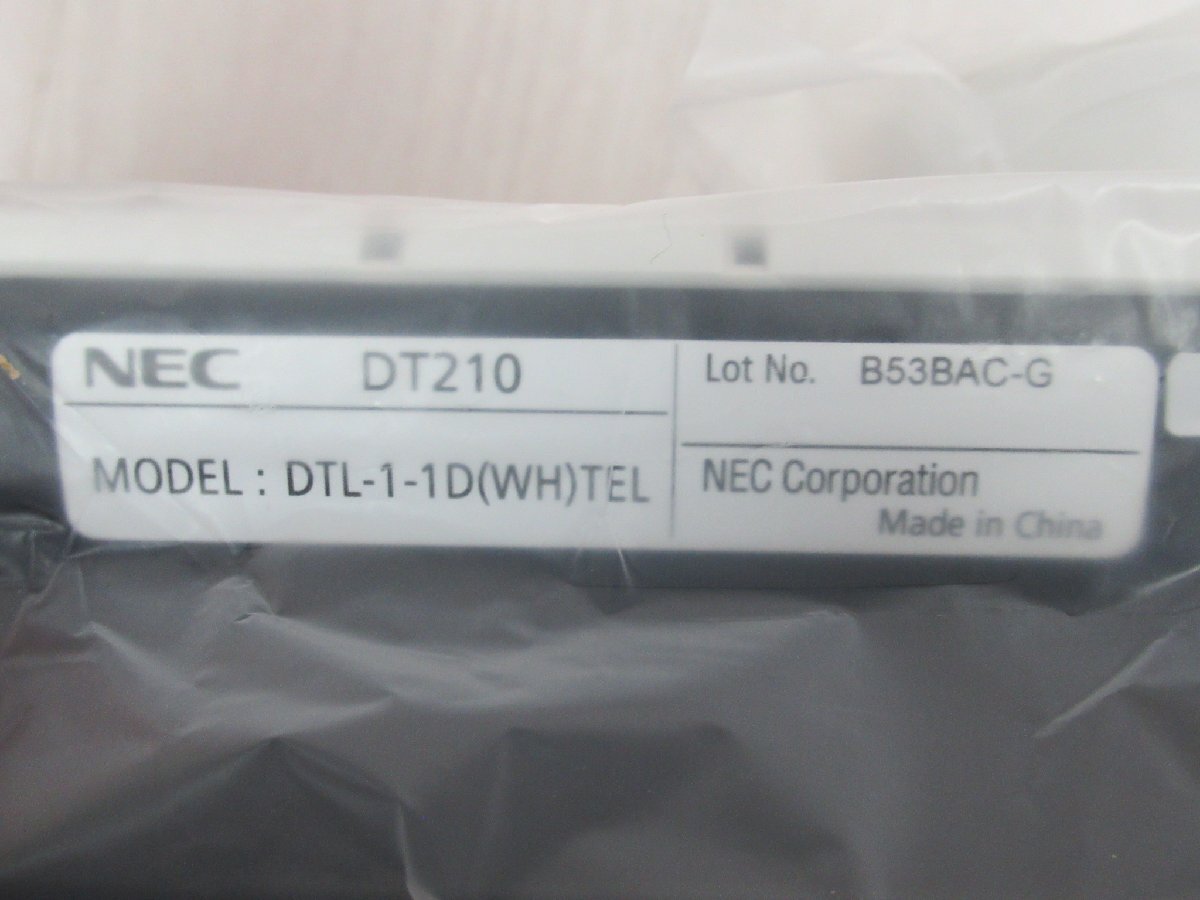 NEC DT210
MODEL : DTL-1-1D(WH)TEL
Lot No. B53BAC-G
NEC Corporation
Made in China